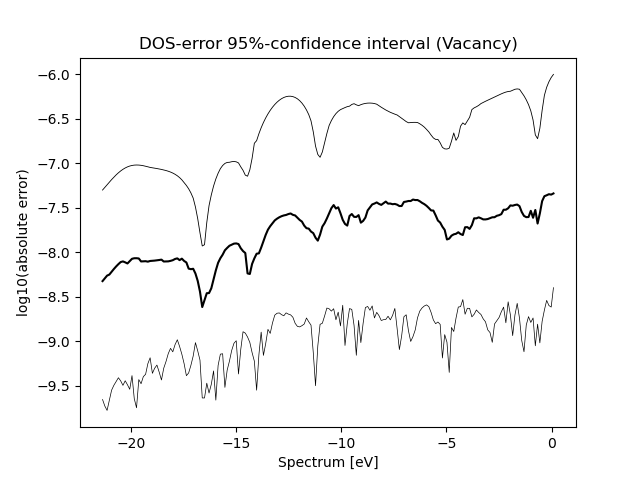 DOS-error 95%-confidence interval (Vacancy)
−6.0
−6.5
−7.0
−7.5
−8.0
−8.5
−9.0
−9.5
log10(absolute error)
−20 −15 −10 −5 0
Spectrum [eV]